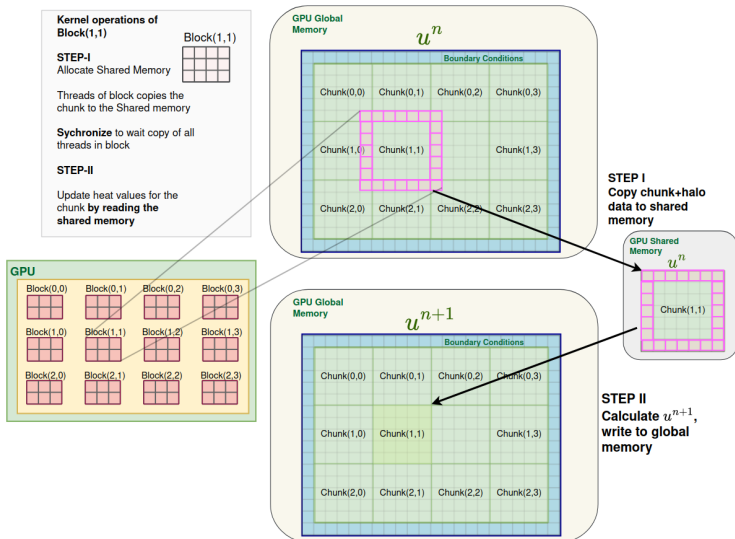 Kernel operations of
Block(1,1)
Block(1,1)
STEP-I
Allocate Shared Memory
Threads of block copies the
chunk to the Shared memory
Sychronize to wait copy of all
threads in block
STEP-II
Update heat values for the
chunk by reading the
shared memory
GPU Global
Memory
u^n
Boundary Conditions
Chunk(0,0) Chunk(0,1) Chunk(0,2) Chunk(0,3)
Chunk(1,0) Chunk(1,1) Chunk(1,3)
Chunk(2,0) Chunk(2,1) Chunk(2,2) Chunk(2,3)
STEP I
Copy chunk+halo
data to shared
memory
GPU Shared
Memory
u^n
Chunk(1,1)
GPU
Block(0,0) Block(0,1) Block(0,2) Block(0,3)
Block(1,0) Block(1,1) Block(1,2) Block(1,3)
Block(2,0) Block(2,1) Block(2,2) Block(2,3)
GPU Global
Memory
u^{n+1}
Boundary Conditions
Chunk(0,0) Chunk(0,1) Chunk(0,2) Chunk(0,3)
Chunk(1,0) Chunk(1,1) Chunk(1,3)
Chunk(2,0) Chunk(2,1) Chunk(2,2) Chunk(2,3)
STEP II
Calculate u^{n+1},
write to global
memory